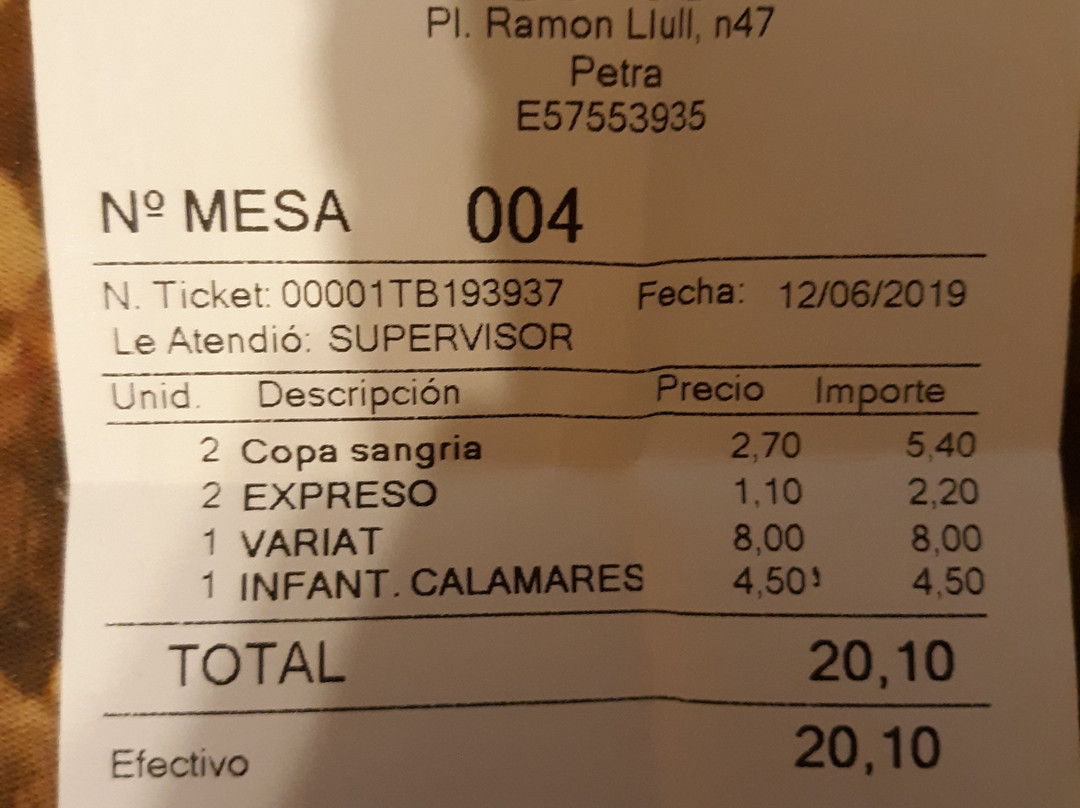 Pl. Ramon Llull, n47
Petra
E57553935
Nº MESA 004
N. Ticket: 00001TB193937 Fecha: 12/06/2019
Le Atendió: SUPERVISOR
Unid. Descripción Precio Importe
2 Copa sangria 2,70 5,40
2 EXPRESO 1,10 2,20
1 VARIAT 8,00 8,00
1 INFANT. CALAMARES 4,50 4,50
TOTAL 20,10
Efectivo 20,10